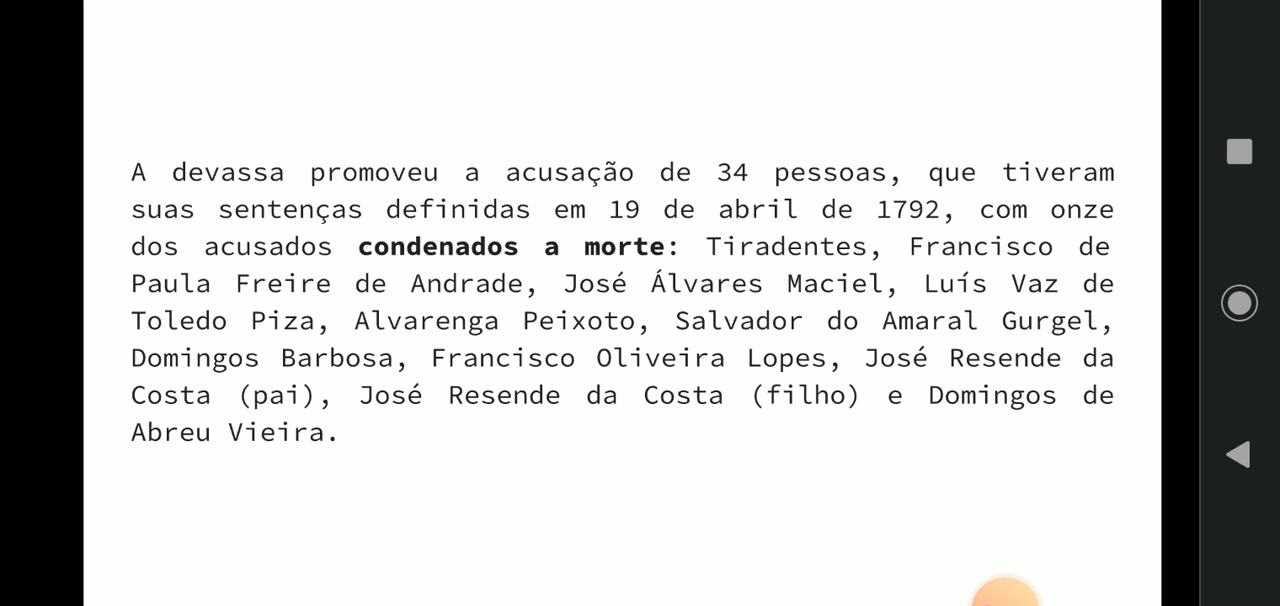 A devassa promoveu a acusação de 34 pessoas, que tiveram
suas sentenças definidas em 19 de abril de 1792, com onze
dos acusados condenados a morte: Tiradentes, Francisco de
Paula Freire de Andrade, José Álvares Maciel, Luís Vaz de
Toledo Piza, Alvarenga Peixoto, Salvador do Amaral Gurgel,
Domingos Barbosa, Francisco Oliveira Lopes, José Resende da
Costa (pai), José Resende da Costa (filho) e Domingos de
Abreu Vieira.